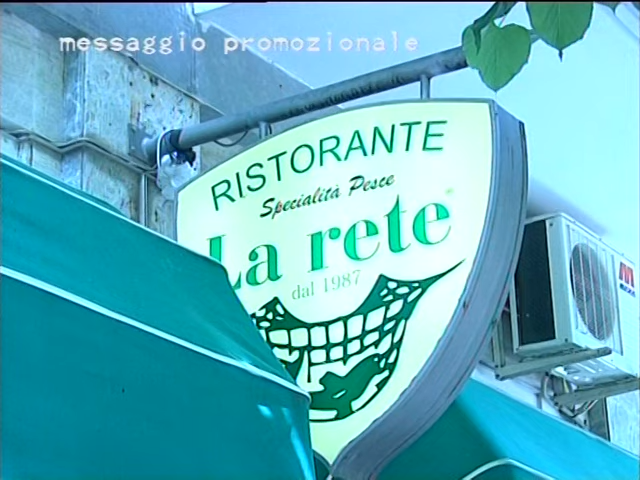 messaggio promozionale
RISTORANTE
Specialità Pesce
La rete
dal 1987